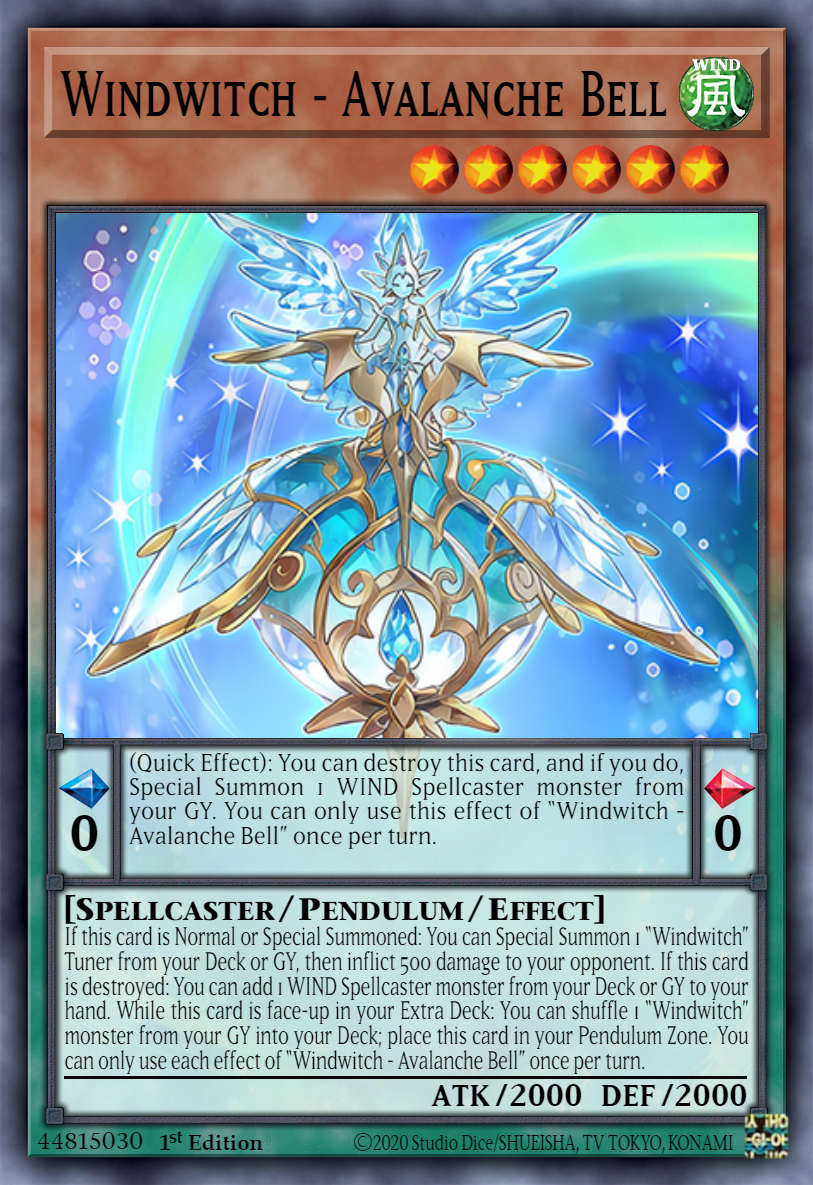 Windwitch - Avalanche Bell
WIND
風
(Quick Effect): You can destroy this card, and if you do,
Special Summon 1 WIND Spellcaster monster from
your GY. You can only use this effect of "Windwitch -
Avalanche Bell" once per turn.
0
0
[Spellcaster/Pendulum/Effect]
If this card is Normal or Special Summoned: You can Special Summon 1 "Windwitch"
Tuner from your Deck or GY, then inflict 500 damage to your opponent. If this card
is destroyed: You can add 1 WIND Spellcaster monster from your Deck or GY to your
hand. While this card is face-up in your Extra Deck: You can shuffle 1 "Windwitch"
monster from your GY into your Deck; place this card in your Pendulum Zone. You
can only use each effect of "Windwitch - Avalanche Bell" once per turn.
ATK/2000 DEF/2000
44815030 1st Edition ©2020 Studio Dice/SHUEISHA, TV TOKYO, KONAMI